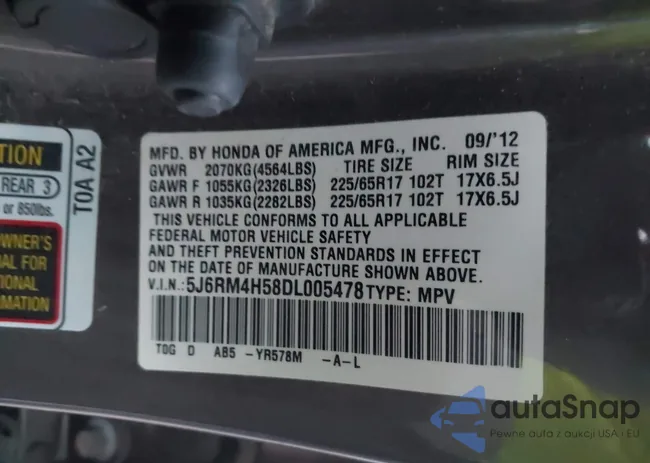 TION
REAR 3
or 850lbs.
OWNER'S
AL FOR
TIONAL
RMATION
T0A A2
MFD. BY HONDA OF AMERICA MFG., INC. 09/'12
GVWR 2070KG(4564LBS) TIRE SIZE RIM SIZE
GAWR F 1055KG(2326LBS) 225/65R17 102T 17X6.5J
GAWR R 1035KG(2282LBS) 225/65R17 102T 17X6.5J
THIS VEHICLE CONFORMS TO ALL APPLICABLE
FEDERAL MOTOR VEHICLE SAFETY
AND THEFT PREVENTION STANDARDS IN EFFECT
ON THE DATE OF MANUFACTURE SHOWN ABOVE.
V.I.N.:5J6RM4H58DL005478 TYPE: MPV
T0G D AB5 -YR578M -A-L
autaSnap
Pewne auta z aukcji USA i EU